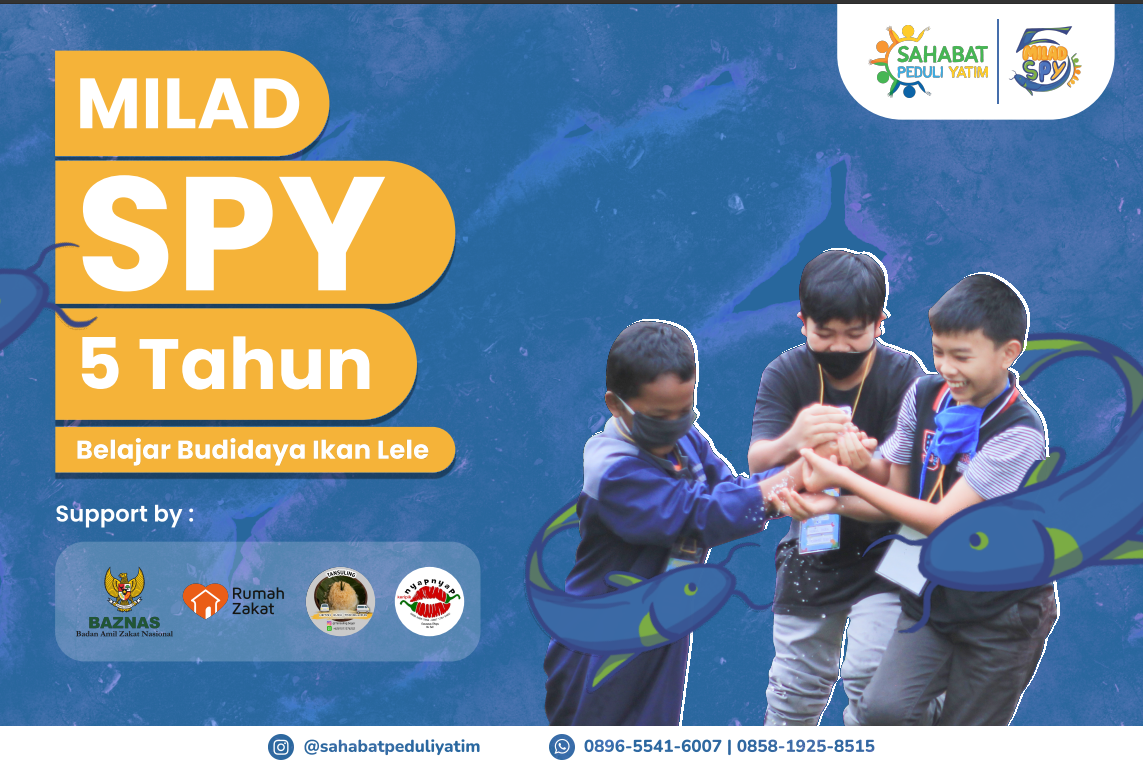 SAHABAT
PEDULI YATIM
5
MILAD
SPY
MILAD
SPY
5 Tahun
Belajar Budidaya Ikan Lele
Support by :
BAZNAS
Badan Amil Zakat Nasional
Rumah
Zakat
TANSULING
nyapnyap
@sahabatpeduliyatim
0896-5541-6007 | 0858-1925-8515